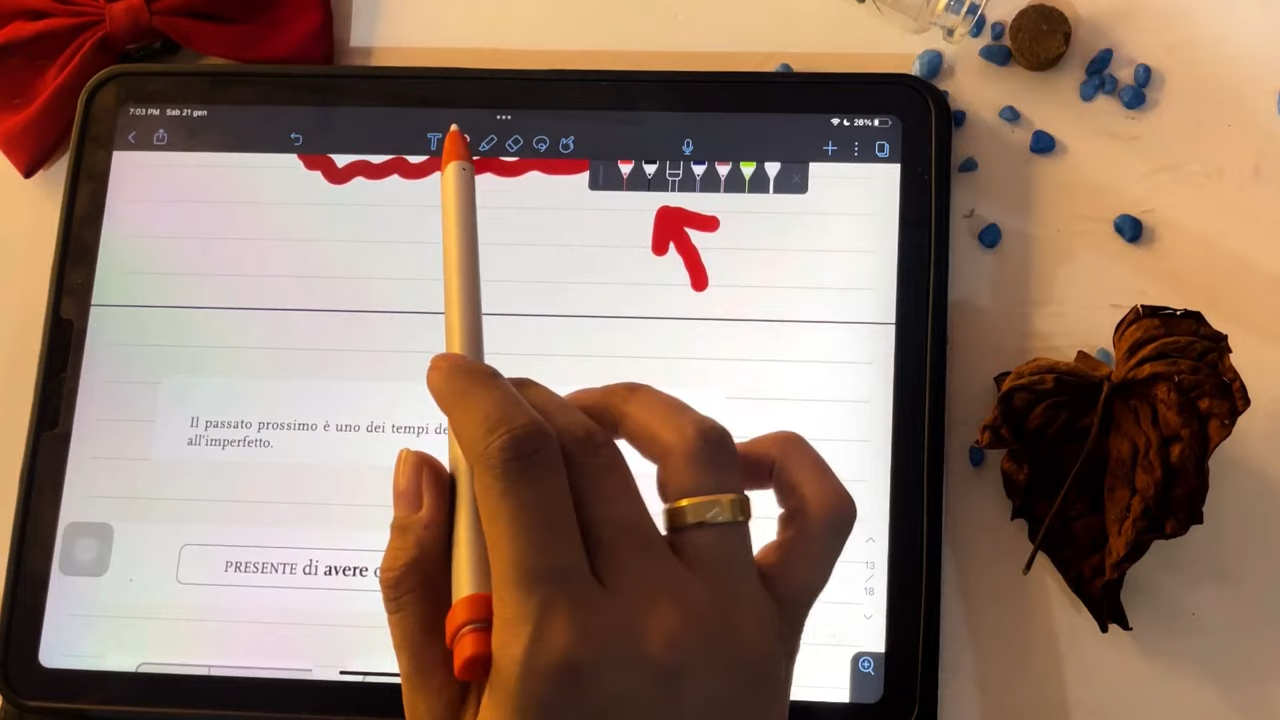 7:03 PM Sab 21 gen
26%
Il passato prossimo è uno dei tempi
all'imperfetto.
PRESENTE di avere
13
18